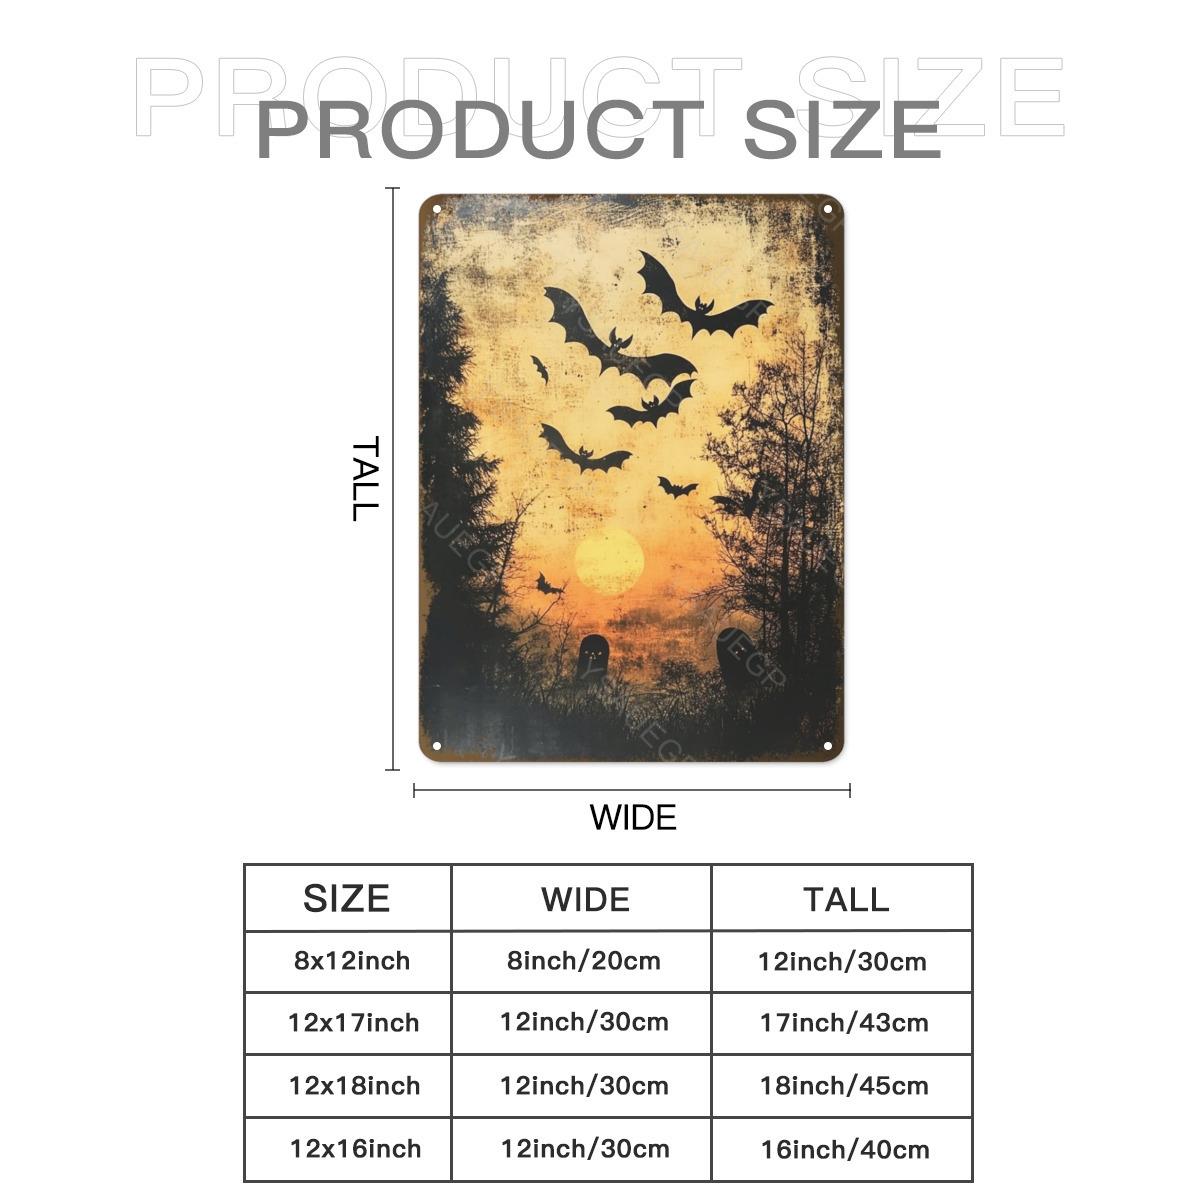 PRODUCT SIZE
PRODUCT SIZE
TALL
WIDE
SIZE WIDE TALL
8x12inch 8inch/20cm 12inch/30cm
12x17inch 12inch/30cm 17inch/43cm
12x18inch 12inch/30cm 18inch/45cm
12x16inch 12inch/30cm 16inch/40cm